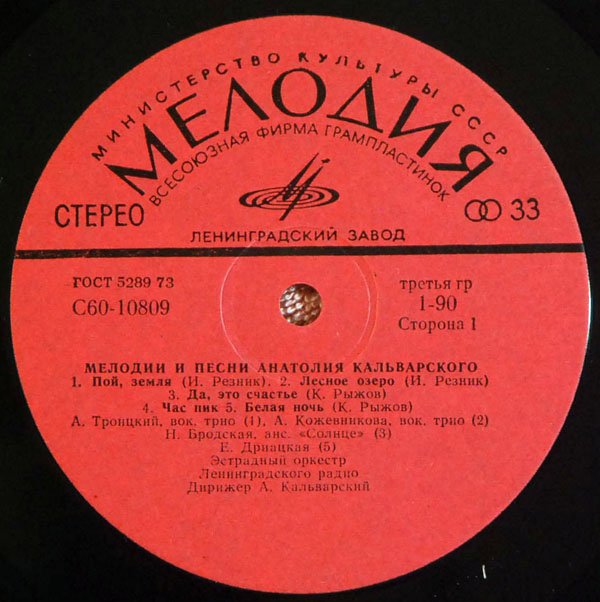 МИНИСТЕРСТВО КУЛЬТУРЫ СССР
МЕЛОДИЯ
ВСЕСОЮЗНАЯ ФИРМА ГРАМПЛАСТИНОК
СТЕРЕО
33
ЛЕНИНГРАДСКИЙ ЗАВОД
ГОСТ 5289 73
третья гр
С60-10809
1-90
Сторона 1
МЕЛОДИИ И ПЕСНИ АНАТОЛИЯ КАЛЬВАРСКОГО
1. Пой, земля (И. Резник). 2. Лесное озеро (И. Резник)
3. Да, это счастье (К. Рыжов)
4. Час пик 5. Белая ночь (К. Рыжов)
А. Троицкий, вок. трио (1), А. Кожевникова, вок. трио (2)
Н. Бродская, анс. «Солнце» (3)
Е. Дриацкая (5)
Эстрадный оркестр
Ленинградского радио
Дирижер А. Кальварский